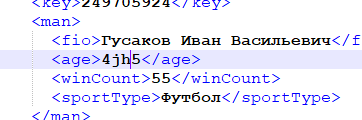 <key>249705924</key>
<man>
<fio>Гусаков Иван Васильевич</f
<age>4jh5</age>
<winCount>55</winCount>
<sportType>Футбол</sportType>
</man>